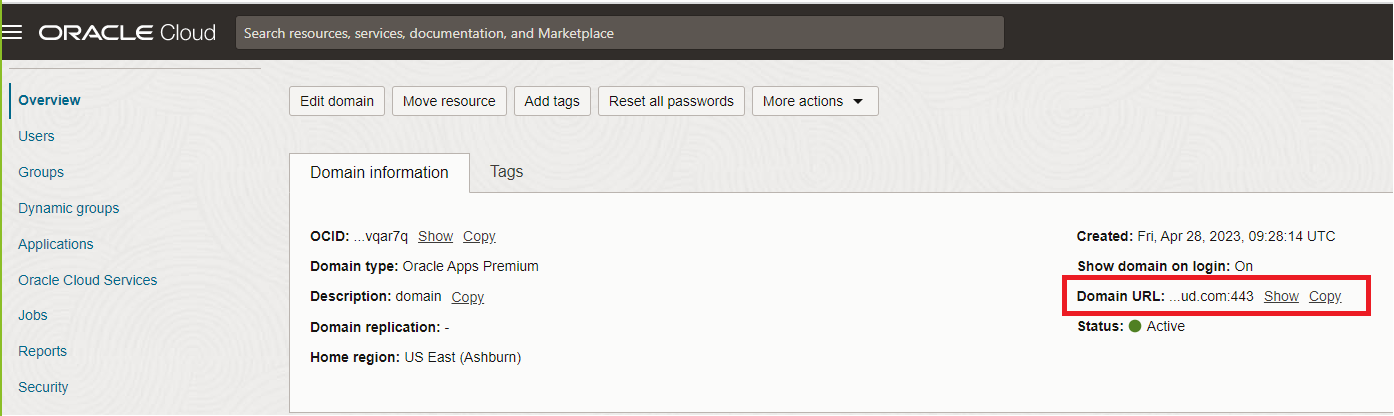 ORACLE Cloud
Search resources, services, documentation, and Marketplace
Overview
Users
Groups
Dynamic groups
Applications
Oracle Cloud Services
Jobs
Reports
Security
Edit domain
Move resource
Add tags
Reset all passwords
More actions
Domain information
Tags
OCID: ...vqar7q Show Copy
Domain type: Oracle Apps Premium
Description: domain Copy
Domain replication: -
Home region: US East (Ashburn)
Created: Fri, Apr 28, 2023, 09:28:14 UTC
Show domain on login: On
Domain URL: ...ud.com:443 Show Copy
Status: Active